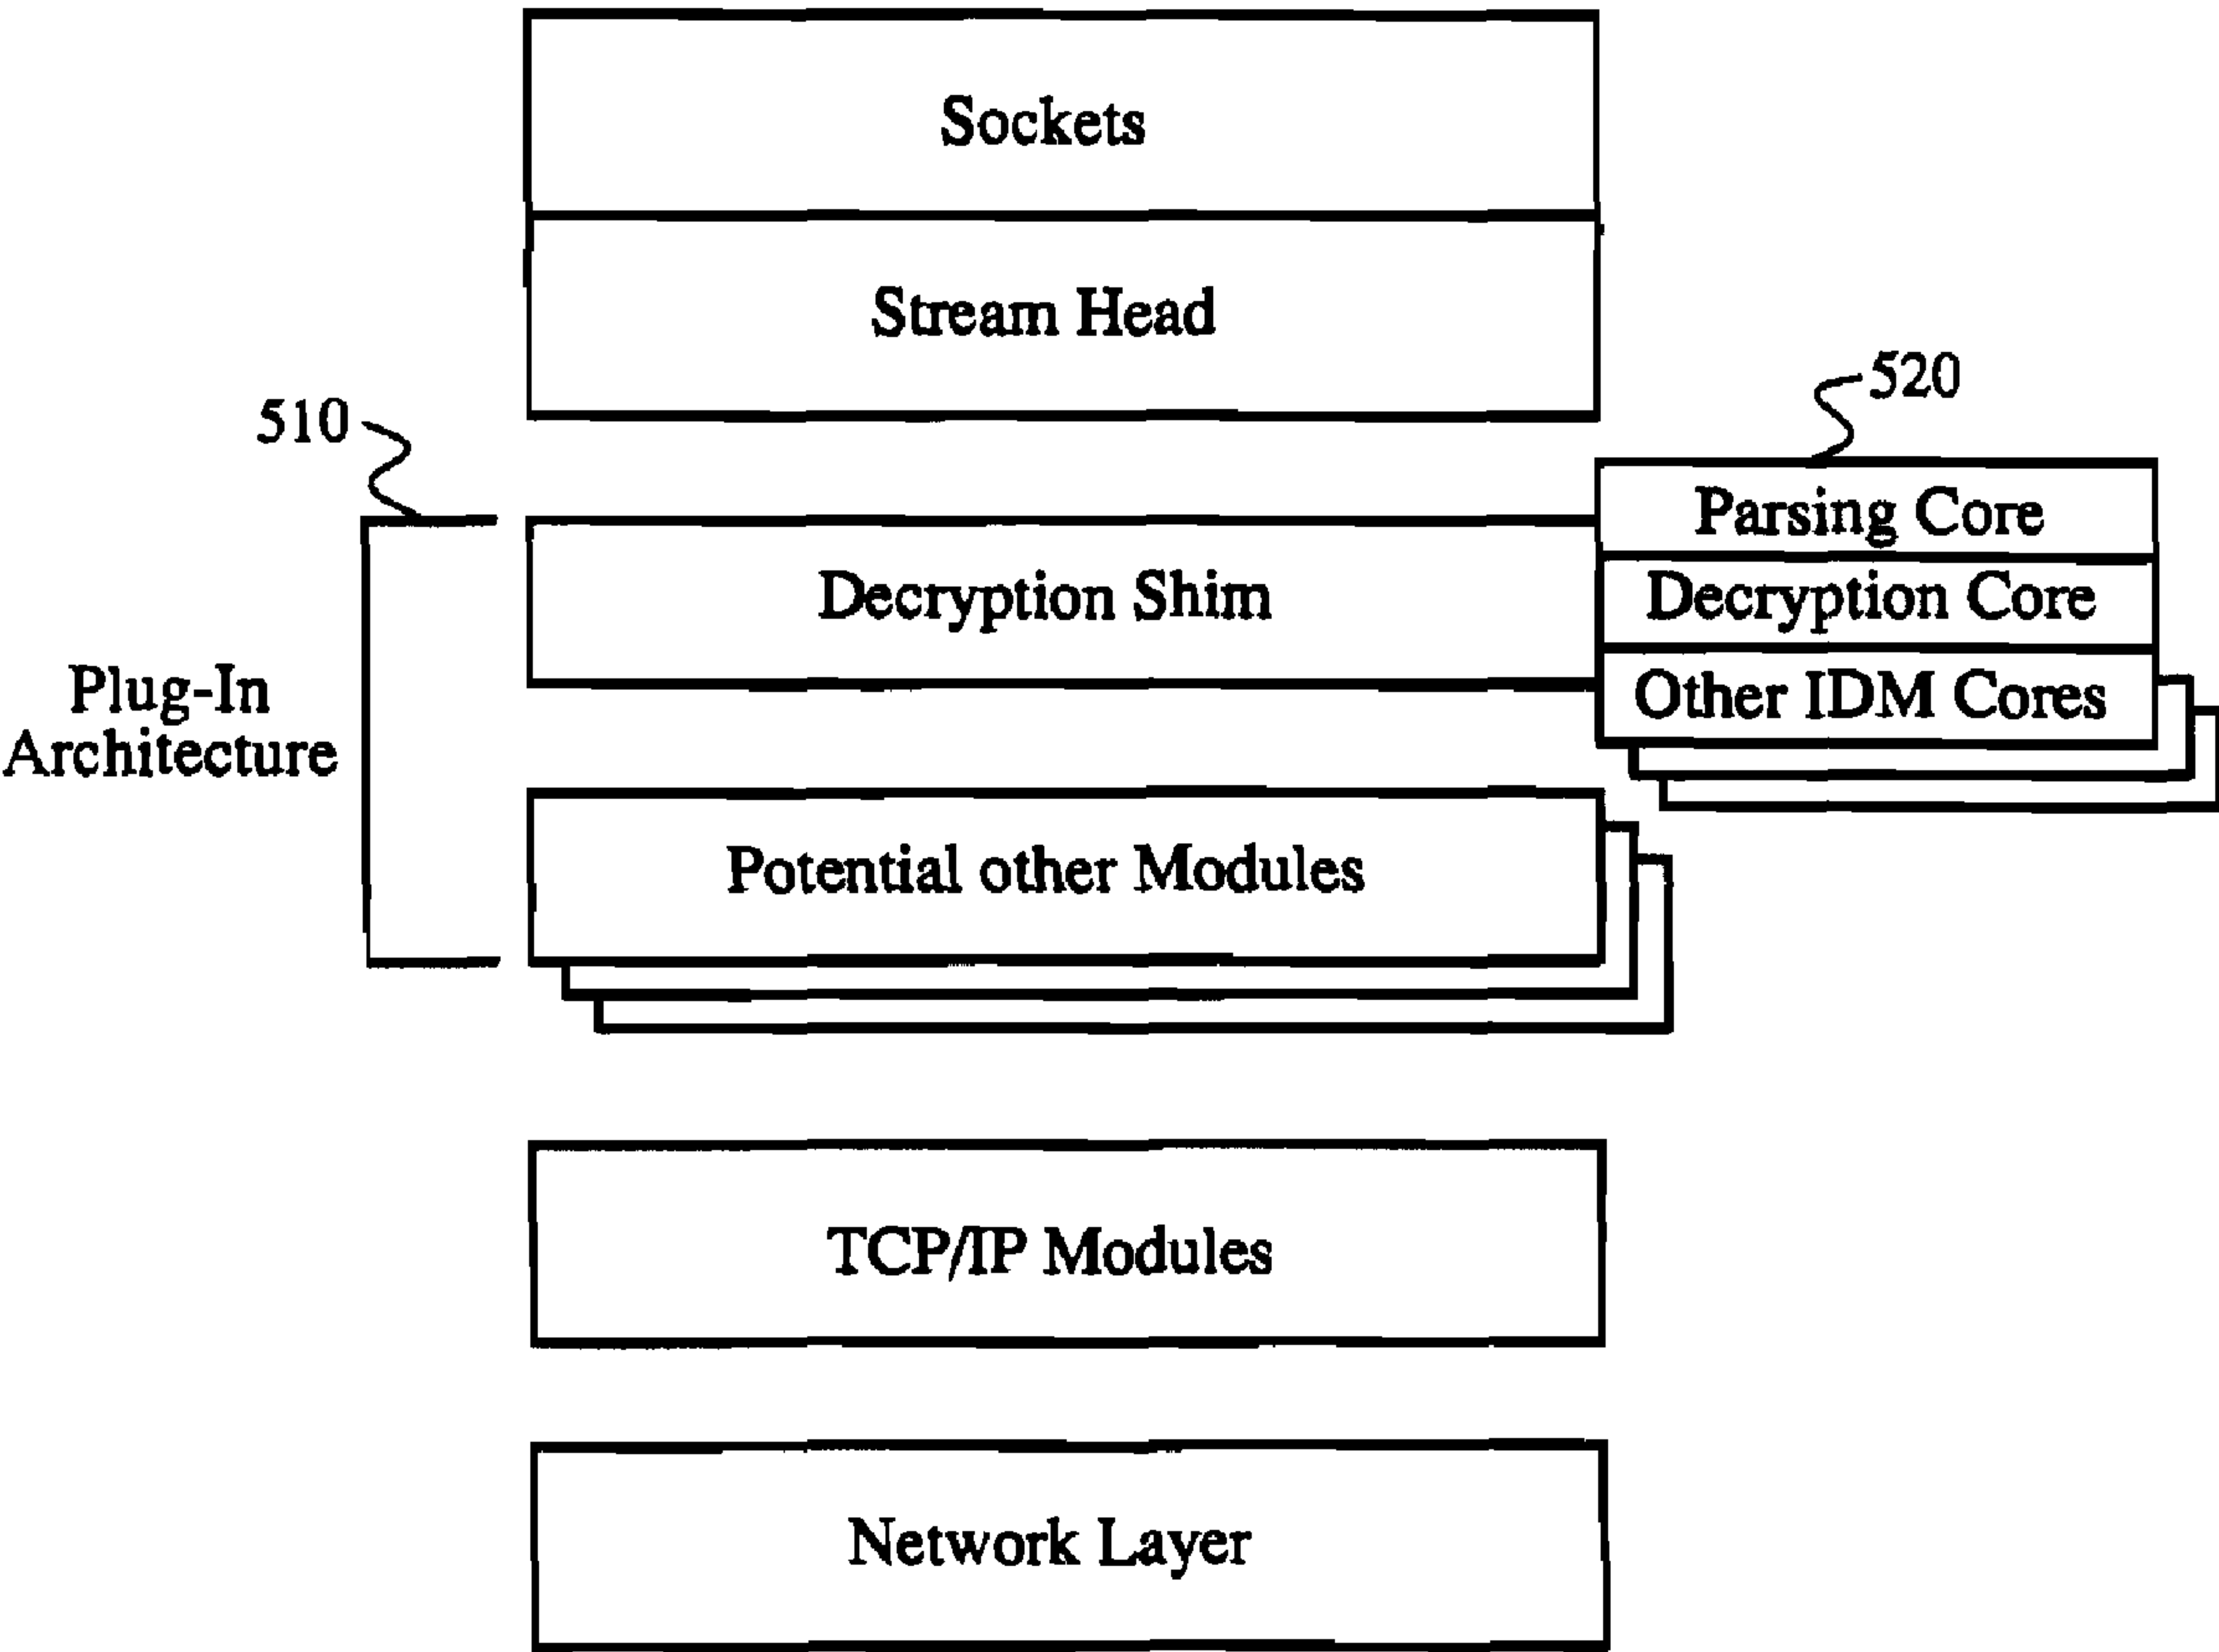 Sockets
Stream Head
520
510
Parsing Core
Decryption Shim
Decryption Core
Other IDM Cores
Plug-In
Architecture
Potential other Modules
TCP/IP Modules
Network Layer